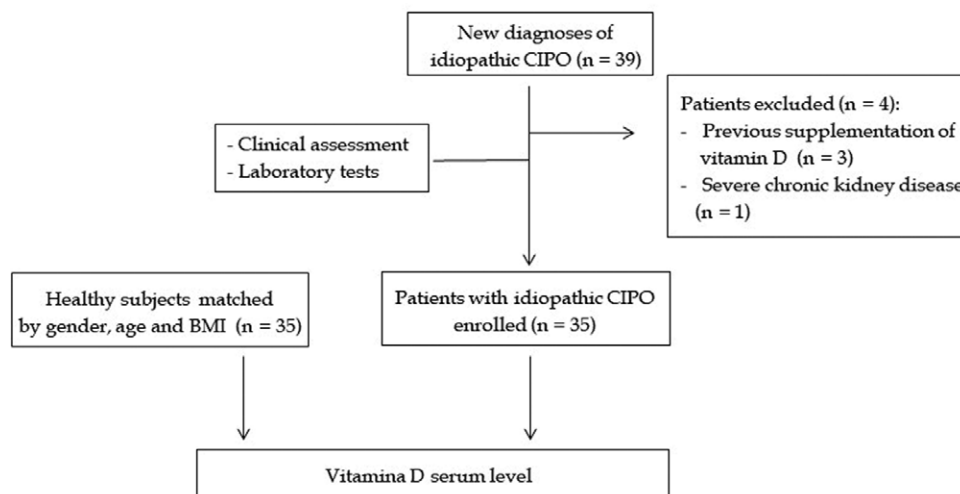 New diagnoses of
idiopathic CIPO (n = 39)
Patients excluded (n = 4):
- Previous supplementation of
vitamin D (n = 3)
- Severe chronic kidney disease
(n = 1)
- Clinical assessment
- Laboratory tests
Healthy subjects matched
by gender, age and BMI (n = 35)
Patients with idiopathic CIPO
enrolled (n = 35)
Vitamina D serum level